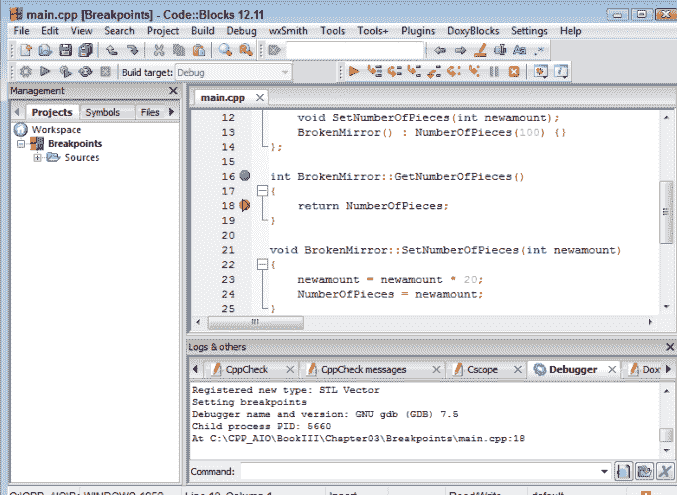 main.cpp [Breakpoints] - Code::Blocks 12.11
File Edit View Search Project Build Debug wxSmith Tools Tools+ Plugins DoxyBlocks Settings Help
Build target: Debug
Management
Projects Symbols Files
Workspace
Breakpoints
Sources
main.cpp
12 void SetNumberOfPieces(int newamount);
13 BrokenMirror() : NumberOfPieces(100) {}
14 };
15
16 int BrokenMirror::GetNumberOfPieces()
17 {
18 return NumberOfPieces;
19 }
20
21 void BrokenMirror::SetNumberOfPieces(int newamount)
22 {
23 newamount = newamount * 20;
24 NumberOfPieces = newamount;
25 }
Logs & others
CppCheck CppCheck messages Cscope Debugger Dox
Registered new type: STL Vector
Setting breakpoints
Debugger name and version: GNU gdb (GDB) 7.5
Child process PID: 5660
At C:\CPP_AIO\BookIII\Chapter03\Breakpoints\main.cpp:18
Command: